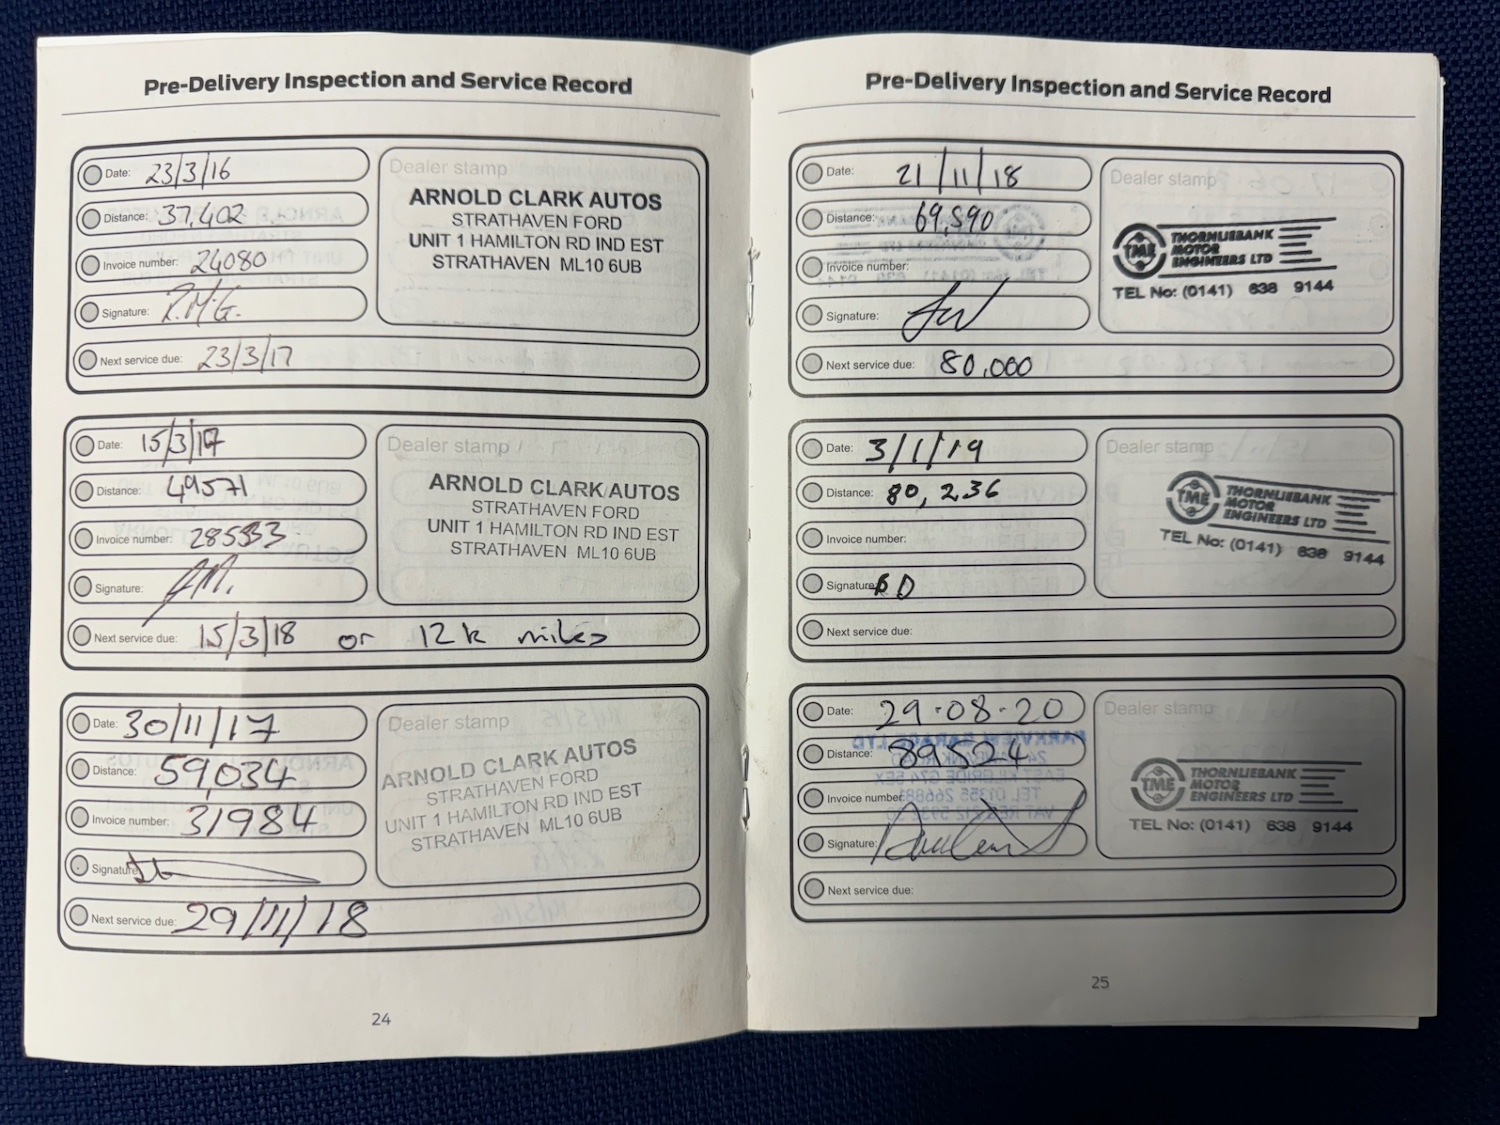 Pre-Delivery Inspection and Service Record
Date: 23/3/16
Distance: 37,402
Invoice number: 24080
Signature: R.McG.
Next service due: 23/3/17
Dealer stamp
ARNOLD CLARK AUTOS
STRATHAVEN FORD
UNIT 1 HAMILTON RD IND EST
STRATHAVEN ML10 6UB
Date: 15/3/17
Distance: 49571
Invoice number: 28533
Signature:
Next service due: 15/3/18 or 12k miles
Dealer stamp
ARNOLD CLARK AUTOS
STRATHAVEN FORD
UNIT 1 HAMILTON RD IND EST
STRATHAVEN ML10 6UB
Date: 30/11/17
Distance: 59,034
Invoice number: 31984
Signature:
Next service due: 29/11/18
Dealer stamp
ARNOLD CLARK AUTOS
STRATHAVEN FORD
UNIT 1 HAMILTON RD IND EST
STRATHAVEN ML10 6UB
24
Pre-Delivery Inspection and Service Record
Date: 21/11/18
Distance: 69,590
Invoice number:
Signature:
Next service due: 80,000
Dealer stamp
TME THORNLIEBANK
MOTOR
ENGINEERS LTD
TEL No: (0141) 638 9144
Date: 3/1/19
Distance: 80,236
Invoice number:
Signature: BD
Next service due:
Dealer stamp
TME THORNLIEBANK
MOTOR
ENGINEERS LTD
TEL No: (0141) 638 9144
Date: 29.08.20
Distance: 89524
Invoice number:
Signature:
Next service due:
Dealer stamp
TME THORNLIEBANK
MOTOR
ENGINEERS LTD
TEL No: (0141) 638 9144
25